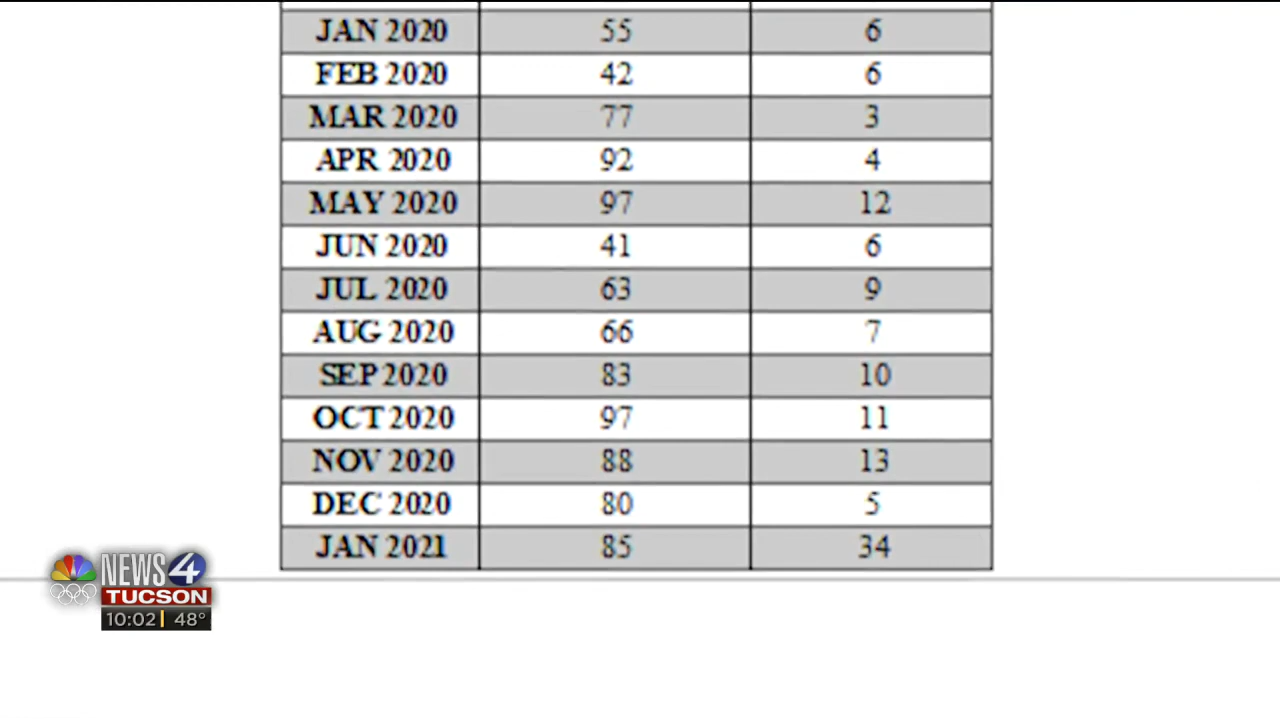 JAN 2020 55 6
FEB 2020 42 6
MAR 2020 77 3
APR 2020 92 4
MAY 2020 97 12
JUN 2020 41 6
JUL 2020 63 9
AUG 2020 66 7
SEP 2020 83 10
OCT 2020 97 11
NOV 2020 88 13
DEC 2020 80 5
JAN 2021 85 34
NEWS 4
TUCSON
10:02 48°